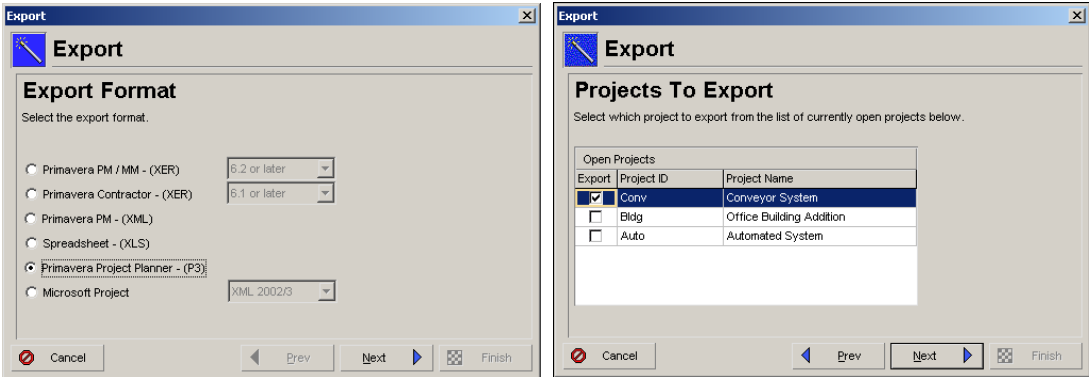 Export
Export
Export Format
Select the export format.
Primavera PM / MM - (XER) 6.2 or later
Primavera Contractor - (XER) 6.1 or later
Primavera PM - (XML)
Spreadsheet - (XLS)
Primavera Project Planner - (P3)
Microsoft Project XML 2002/3
Cancel Prev Next Finish
Export
Export
Projects To Export
Select which project to export from the list of currently open projects below.
Open Projects
Export Project ID Project Name
Conv Conveyor System
Bldg Office Building Addition
Auto Automated System
Cancel Prev Next Finish